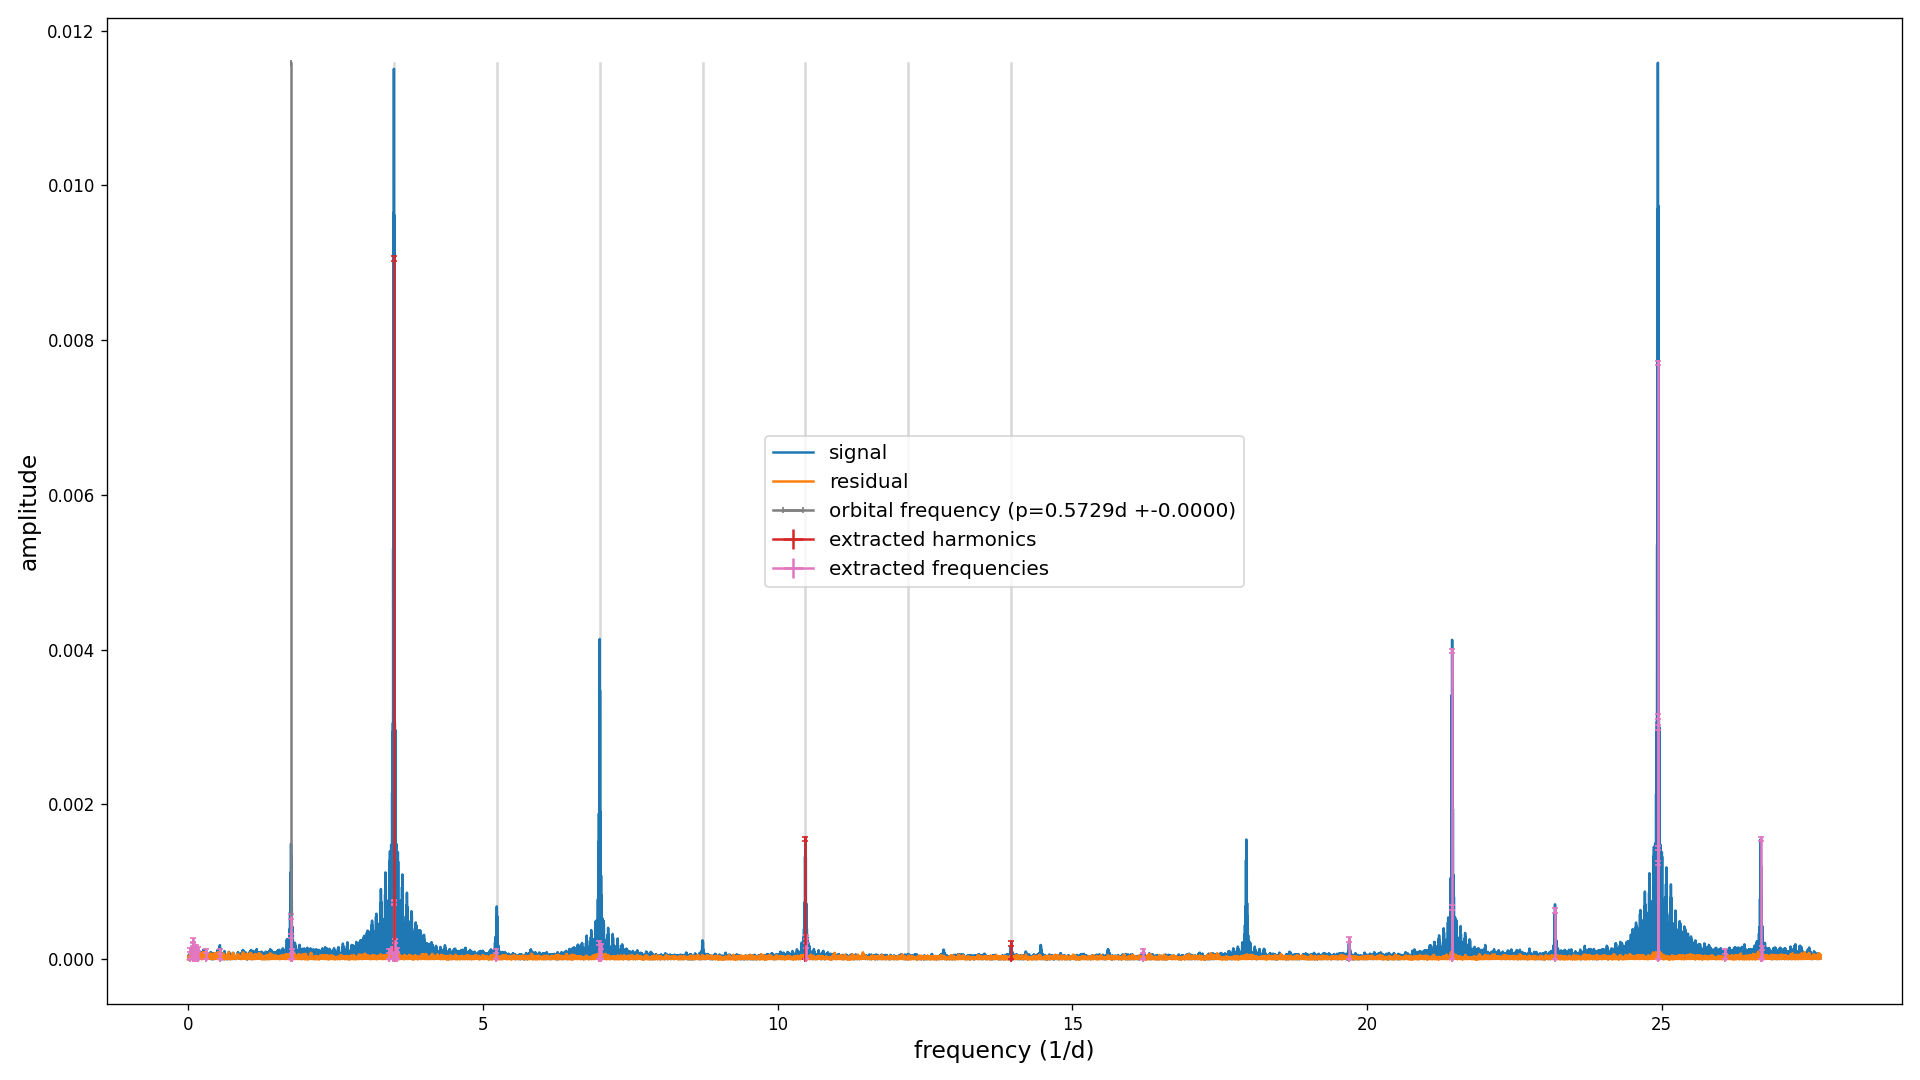 0.012
0.010
0.008
0.006
0.004
0.002
0.000
amplitude
signal
residual
orbital frequency (p=0.5729d +-0.0000)
extracted harmonics
extracted frequencies
0 5 10 15 20 25
frequency (1/d)